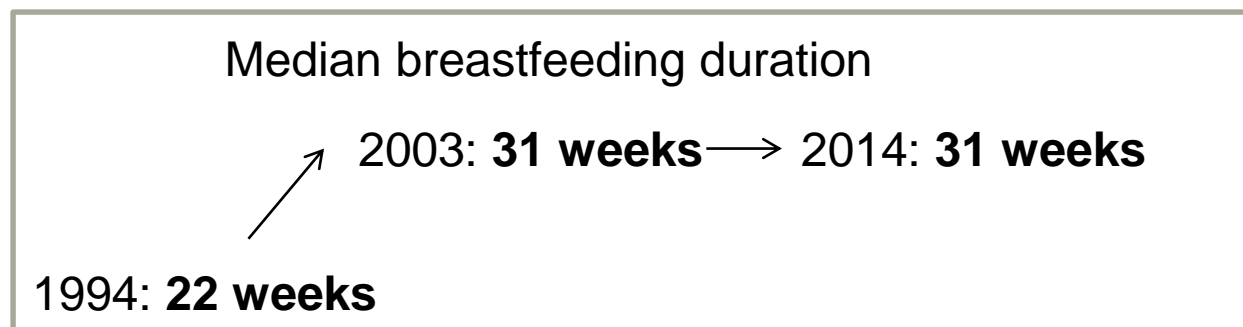 Median breastfeeding duration
2003: 31 weeks → 2014: 31 weeks
1994: 22 weeks